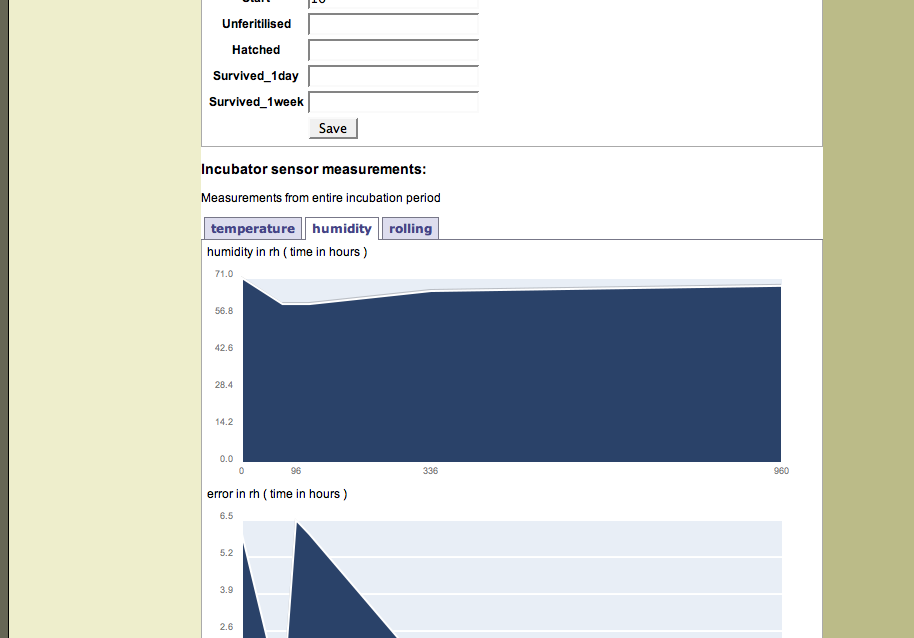 Start 10
Unferitilised
Hatched
Survived_1day
Survived_1week
Save
Incubator sensor measurements:
Measurements from entire incubation period
temperature humidity rolling
humidity in rh ( time in hours )
71.0
56.8
42.6
28.4
14.2
0.0
0 96 336 960
error in rh ( time in hours )
6.5
5.2
3.9
2.6